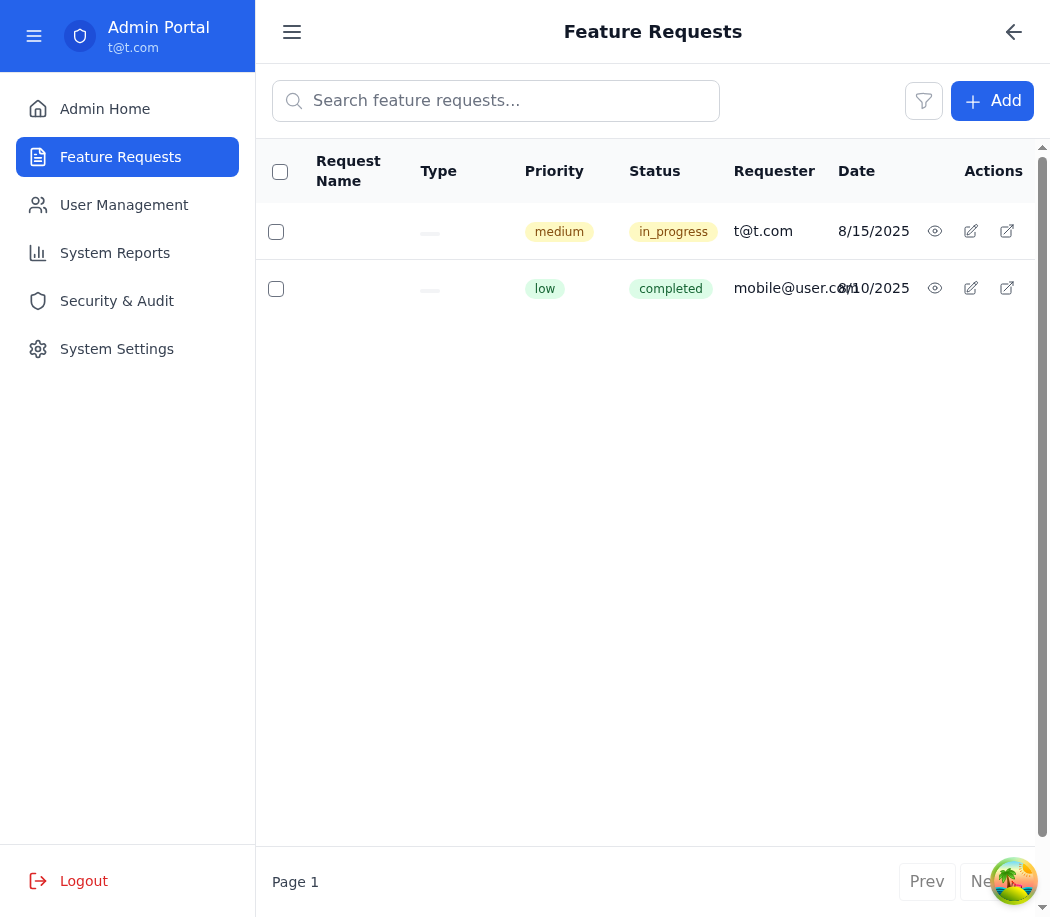 Admin Portal
t@t.com
Feature Requests
Admin Home
Feature Requests
User Management
System Reports
Security & Audit
System Settings
Logout
Search feature requests...
Add
Request Name
Type
Priority
Status
Requester
Date
Actions
medium
in_progress
t@t.com
8/15/2025
low
completed
mobile@user.com
8/10/2025
Page 1
Prev